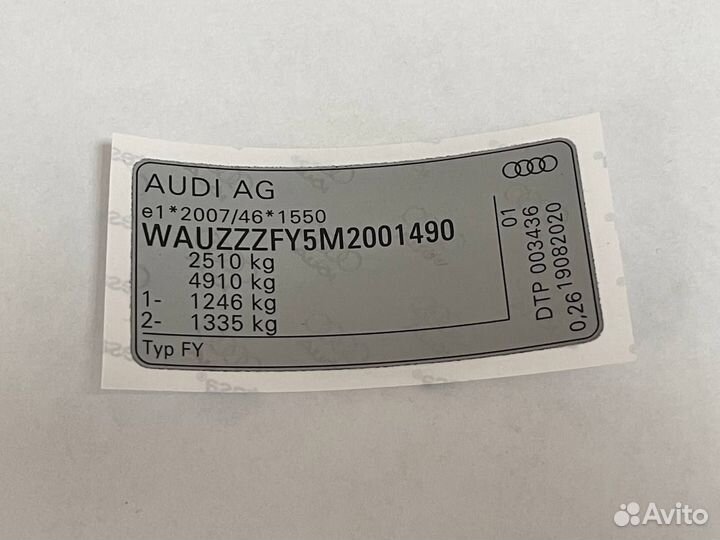 AUDI AG
e1*2007/46*1550
WAUZZZFY5M2001490
2510 kg
4910 kg
1- 1246 kg
2- 1335 kg
Typ FY
01
DTP 003436
0,26 19082020
Avito